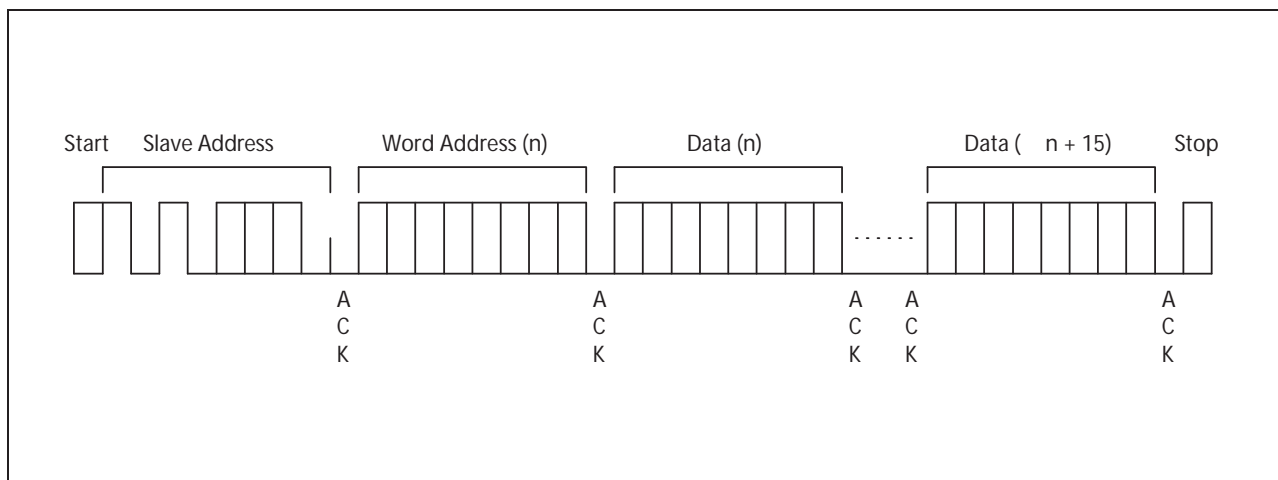 Start Slave Address Word Address (n) Data (n) Data ( n + 15) Stop
......
A A A A A
C C C C C
K K K K K